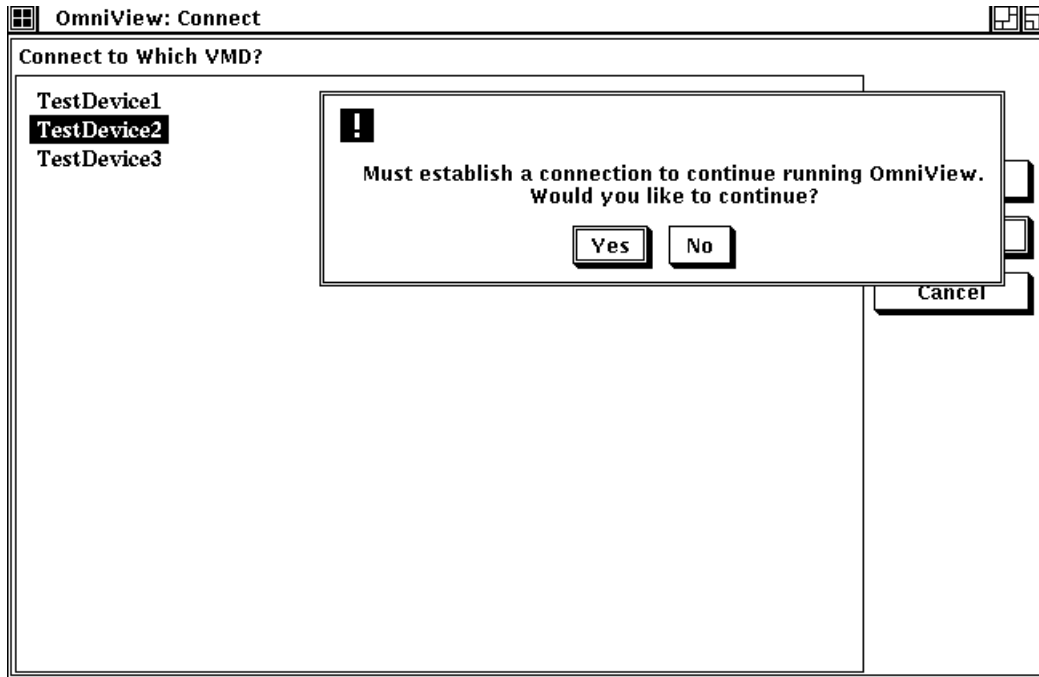 OmniView: Connect
Connect to Which VMD?
TestDevice1
TestDevice2
TestDevice3
!
Must establish a connection to continue running OmniView.
Would you like to continue?
Yes No
Cancel